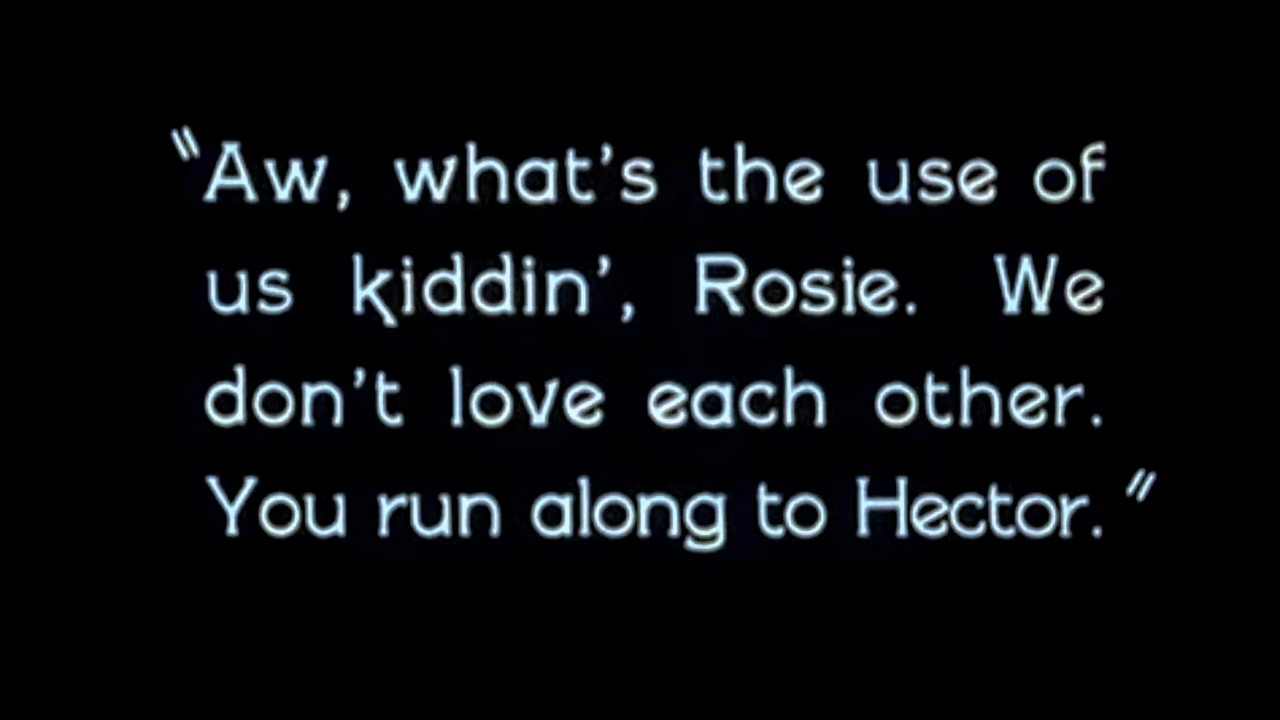 "Aw, what's the use of
us kiddin', Rosie. We
don't love each other.
You run along to Hector."